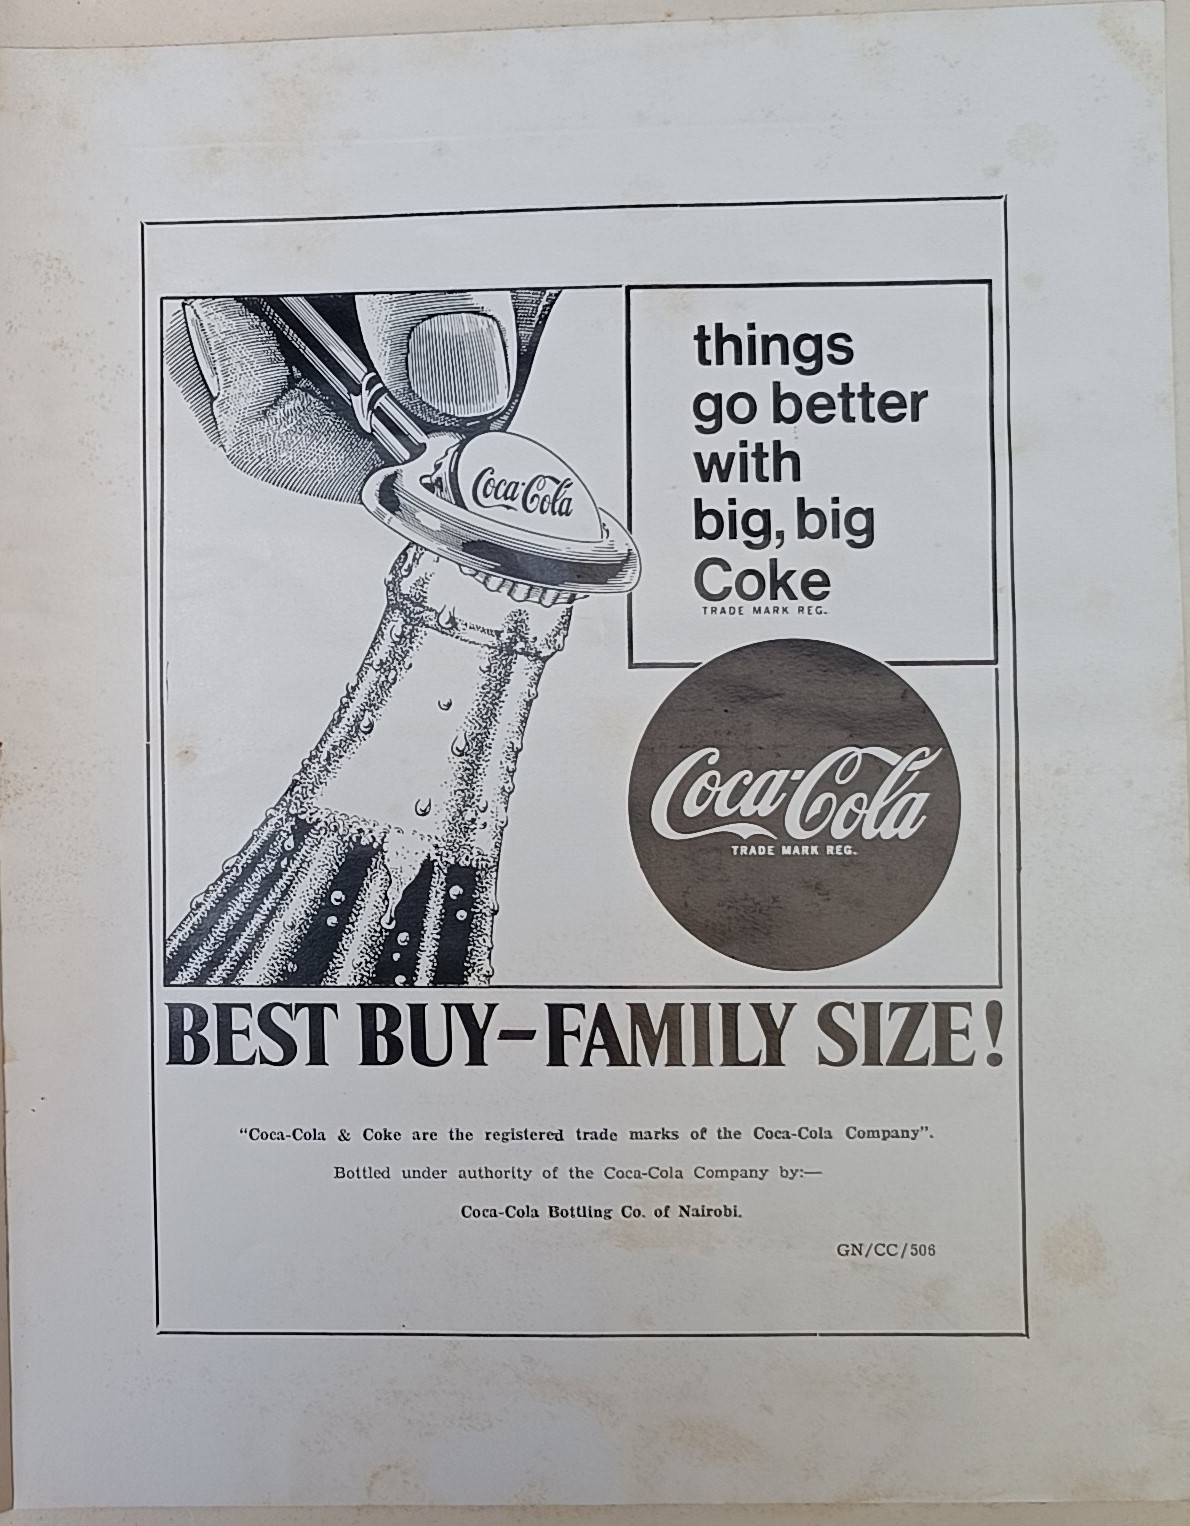 Coca-Cola
things
go better
with
big, big
Coke
TRADE MARK REG.
Coca-Cola
TRADE MARK REG.
BEST BUY–FAMILY SIZE!
“Coca-Cola & Coke are the registered trade marks of the Coca-Cola Company”.
Bottled under authority of the Coca-Cola Company by:—
Coca-Cola Bottling Co. of Nairobi.
GN/CC/506